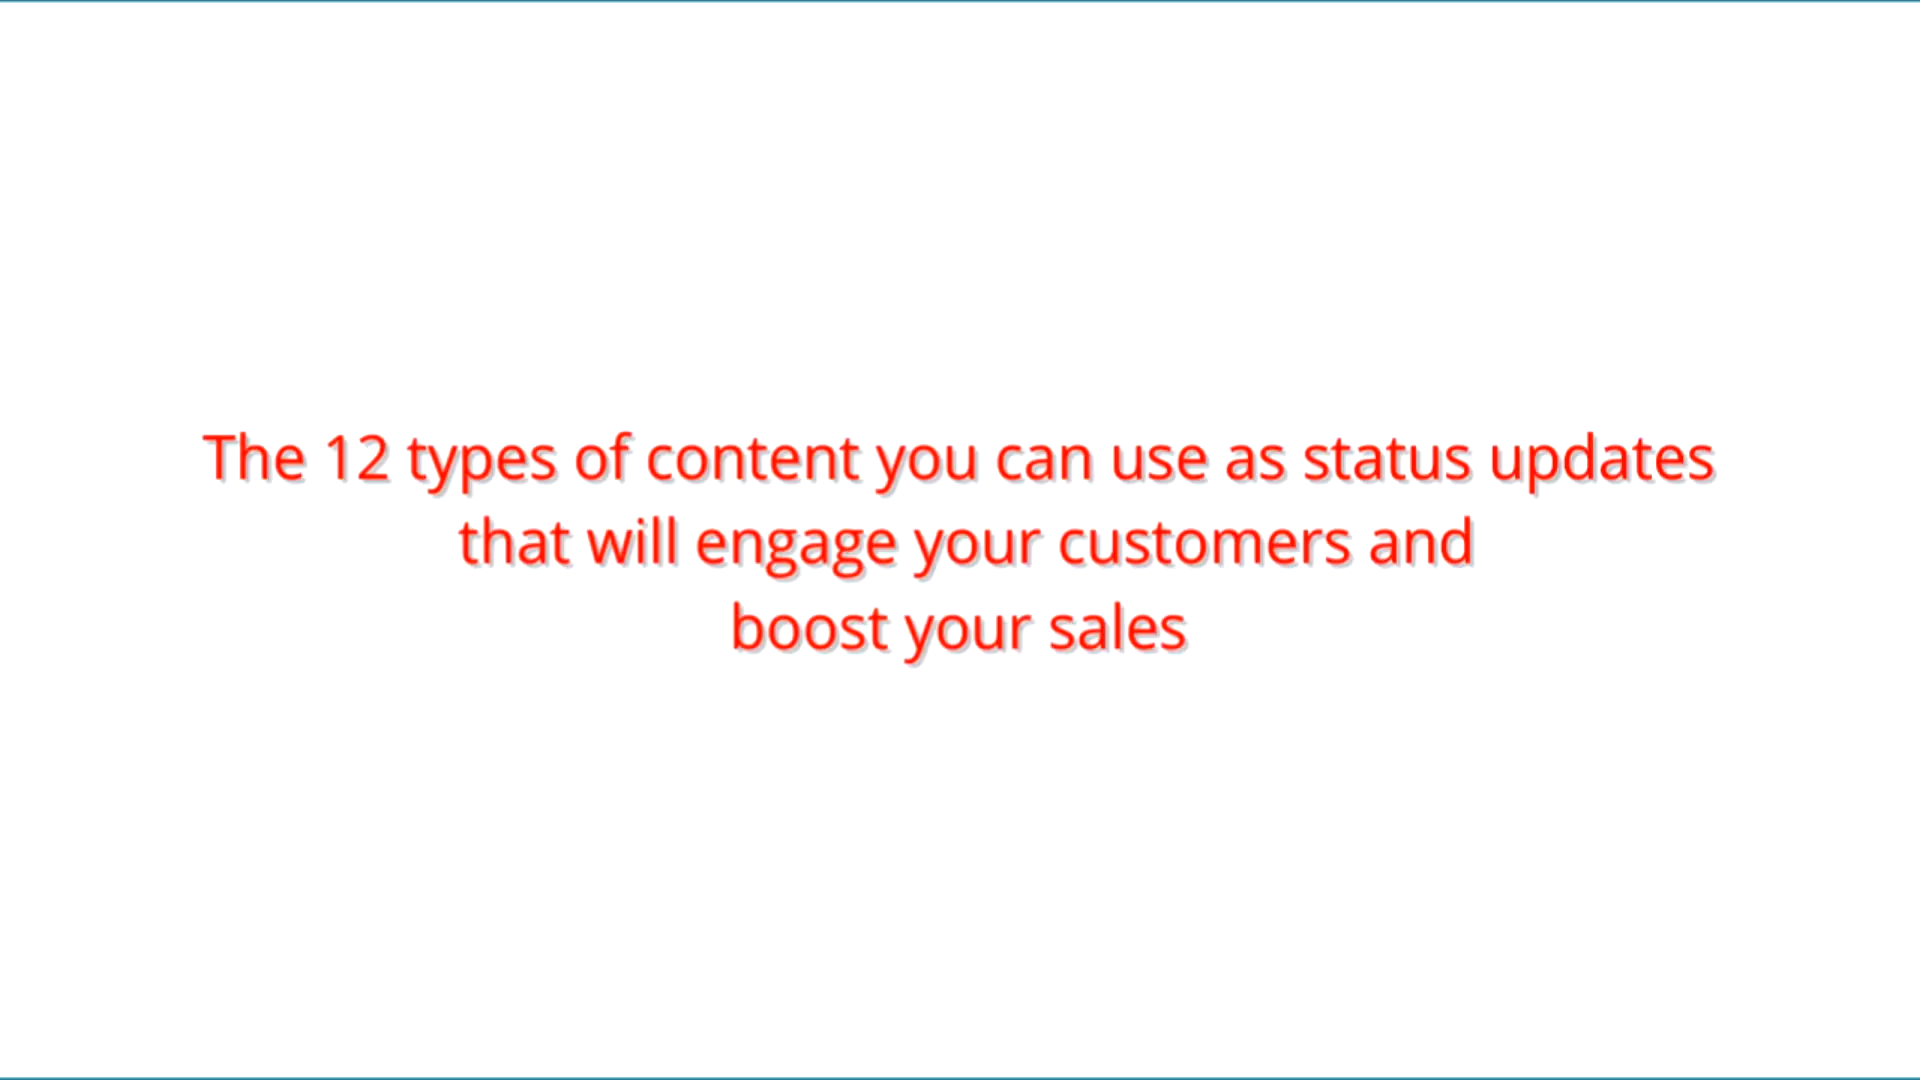 The 12 types of content you can use as status updates
that will engage your customers and
boost your sales